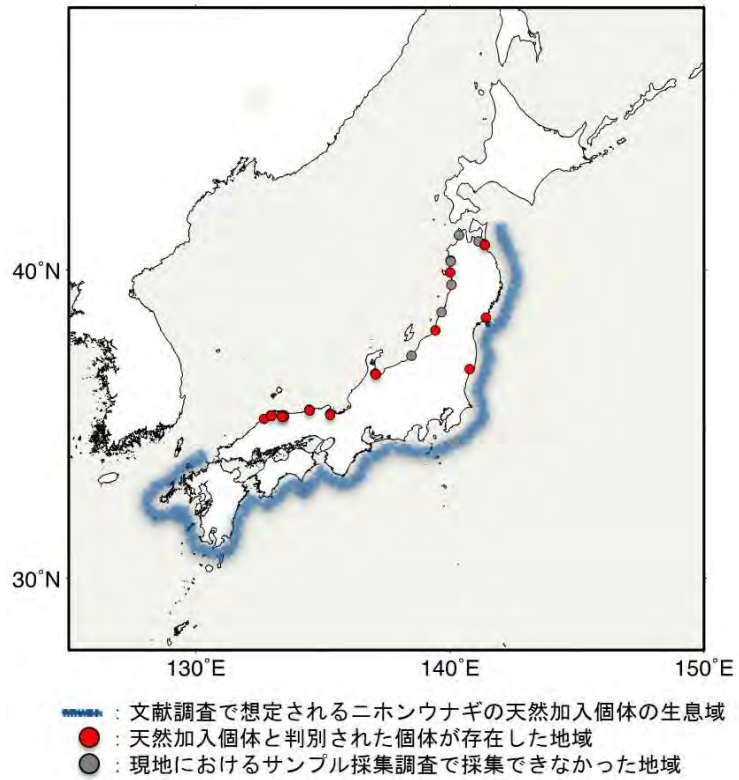 40˚N
30˚N
130˚E
140˚E
150˚E
：文献調査で想定されるニホンウナギの天然加入個体の生息域
：天然加入個体と判別された個体が存在した地域
：現地におけるサンプル採集調査で採集できなかった地域